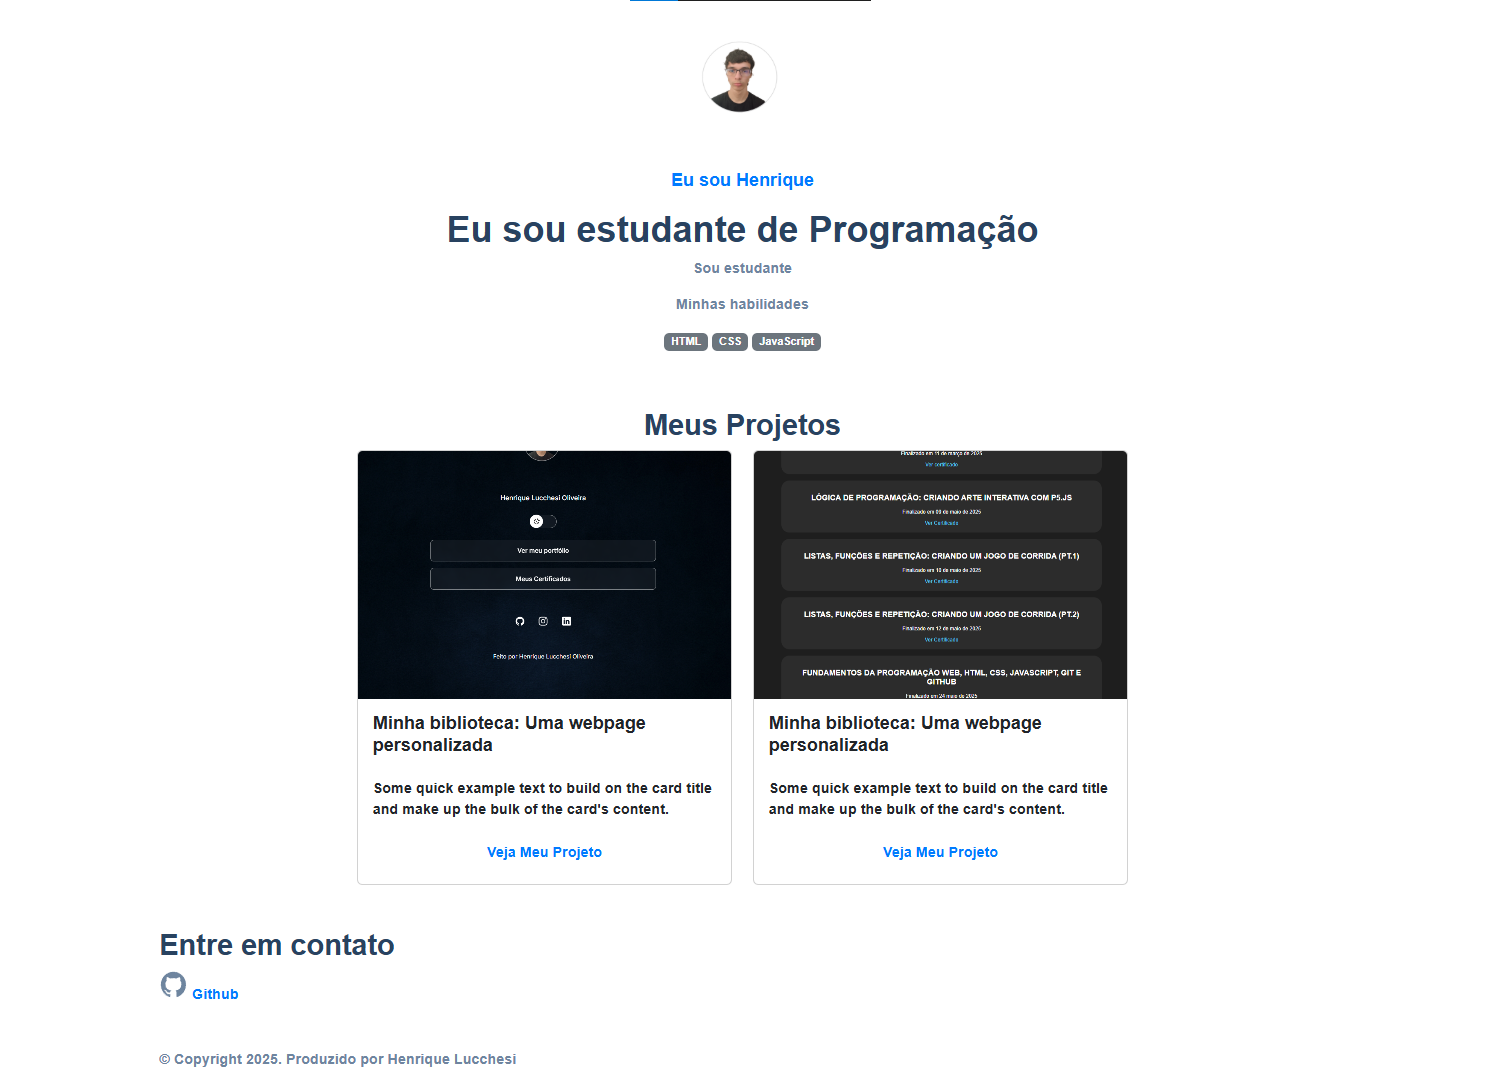 Eu sou Henrique
Eu sou estudante de Programação
Sou estudante
Minhas habilidades
HTML CSS JavaScript
Meus Projetos
Henrique Lucchesi Oliveira
Ver meu portfólio
Meus Certificados
Feito por Henrique Lucchesi Oliveira
Minha biblioteca: Uma webpage
personalizada
Some quick example text to build on the card title
and make up the bulk of the card's content.
Veja Meu Projeto
Finalizado em 11 de março de 2025
Ver certificado
LÓGICA DE PROGRAMAÇÃO: CRIANDO ARTE INTERATIVA COM P5.JS
Finalizado em 09 de maio de 2025
Ver Certificado
LISTAS, FUNÇÕES E REPETIÇÃO: CRIANDO UM JOGO DE CORRIDA (PT.1)
Finalizado em 10 de maio de 2025
Ver Certificado
LISTAS, FUNÇÕES E REPETIÇÃO: CRIANDO UM JOGO DE CORRIDA (PT.2)
Finalizado em 12 de maio de 2025
Ver Certificado
FUNDAMENTOS DA PROGRAMAÇÃO WEB, HTML, CSS, JAVASCRIPT, GIT E
GITHUB
Finalizado em 24 maio de 2025
Minha biblioteca: Uma webpage
personalizada
Some quick example text to build on the card title
and make up the bulk of the card's content.
Veja Meu Projeto
Entre em contato
Github
© Copyright 2025. Produzido por Henrique Lucchesi